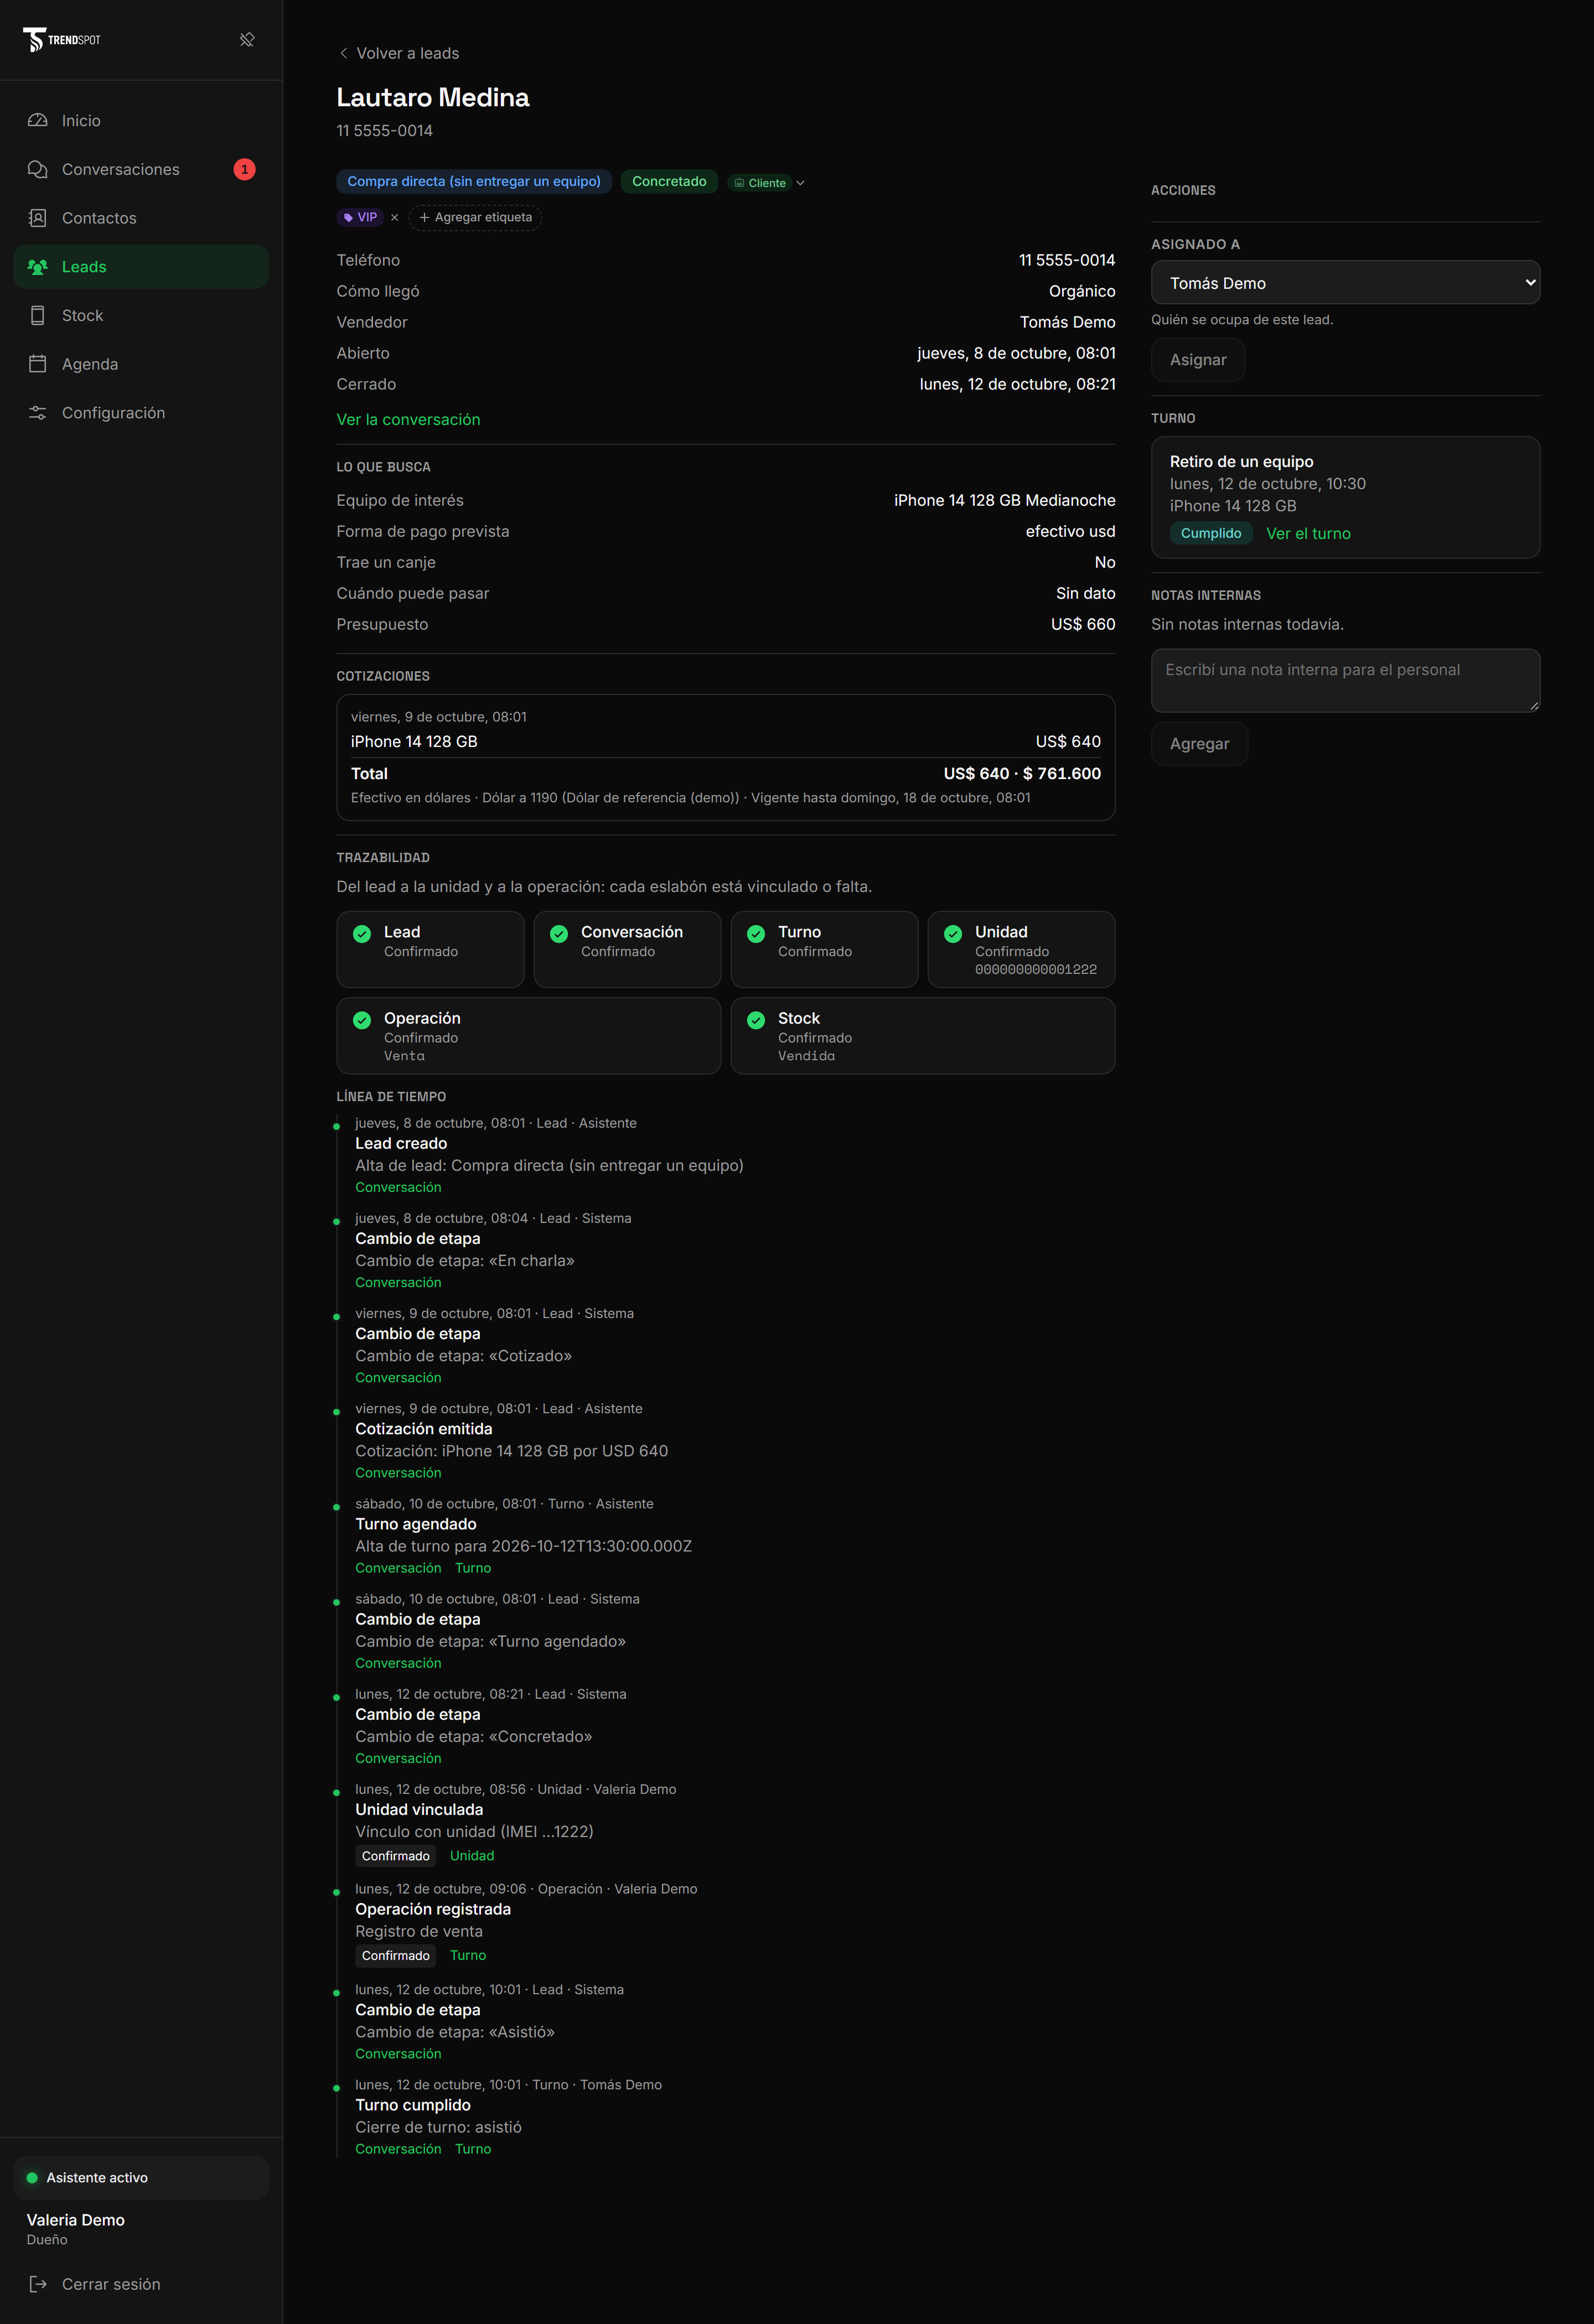 TRENDSPOT
Inicio
Conversaciones 1
Contactos
Leads
Stock
Agenda
Configuración
Asistente activo
Valeria Demo
Dueño
Cerrar sesión
Volver a leads
Lautaro Medina
11 5555-0014
Compra directa (sin entregar un equipo) Concretado Cliente
VIP × + Agregar etiqueta
Teléfono 11 5555-0014
Cómo llegó Orgánico
Vendedor Tomás Demo
Abierto jueves, 8 de octubre, 08:01
Cerrado lunes, 12 de octubre, 08:21
Ver la conversación
LO QUE BUSCA
Equipo de interés iPhone 14 128 GB Medianoche
Forma de pago prevista efectivo usd
Trae un canje No
Cuándo puede pasar Sin dato
Presupuesto US$ 660
COTIZACIONES
viernes, 9 de octubre, 08:01
iPhone 14 128 GB US$ 640
Total US$ 640 · $ 761.600
Efectivo en dólares · Dólar a 1190 (Dólar de referencia (demo)) · Vigente hasta domingo, 18 de octubre, 08:01
TRAZABILIDAD
Del lead a la unidad y a la operación: cada eslabón está vinculado o falta.
Lead
Confirmado
Conversación
Confirmado
Turno
Confirmado
Unidad
Confirmado
000000000001222
Operación
Confirmado
Venta
Stock
Confirmado
Vendida
LÍNEA DE TIEMPO
jueves, 8 de octubre, 08:01 · Lead · Asistente
Lead creado
Alta de lead: Compra directa (sin entregar un equipo)
Conversación
jueves, 8 de octubre, 08:04 · Lead · Sistema
Cambio de etapa
Cambio de etapa: «En charla»
Conversación
viernes, 9 de octubre, 08:01 · Lead · Sistema
Cambio de etapa
Cambio de etapa: «Cotizado»
Conversación
viernes, 9 de octubre, 08:01 · Lead · Asistente
Cotización emitida
Cotización: iPhone 14 128 GB por USD 640
Conversación
sábado, 10 de octubre, 08:01 · Turno · Asistente
Turno agendado
Alta de turno para 2026-10-12T13:30:00.000Z
Conversación Turno
sábado, 10 de octubre, 08:01 · Lead · Sistema
Cambio de etapa
Cambio de etapa: «Turno agendado»
Conversación
lunes, 12 de octubre, 08:21 · Lead · Sistema
Cambio de etapa
Cambio de etapa: «Concretado»
Conversación
lunes, 12 de octubre, 08:56 · Unidad · Valeria Demo
Unidad vinculada
Vínculo con unidad (IMEI …1222)
Confirmado Unidad
lunes, 12 de octubre, 09:06 · Operación · Valeria Demo
Operación registrada
Registro de venta
Confirmado Turno
lunes, 12 de octubre, 10:01 · Lead · Sistema
Cambio de etapa
Cambio de etapa: «Asistió»
Conversación
lunes, 12 de octubre, 10:01 · Turno · Tomás Demo
Turno cumplido
Cierre de turno: asistió
Conversación Turno
ACCIONES
ASIGNADO A
Tomás Demo
Quién se ocupa de este lead.
Asignar
TURNO
Retiro de un equipo
lunes, 12 de octubre, 10:30
iPhone 14 128 GB
Cumplido Ver el turno
NOTAS INTERNAS
Sin notas internas todavía.
Escribí una nota interna para el personal
Agregar